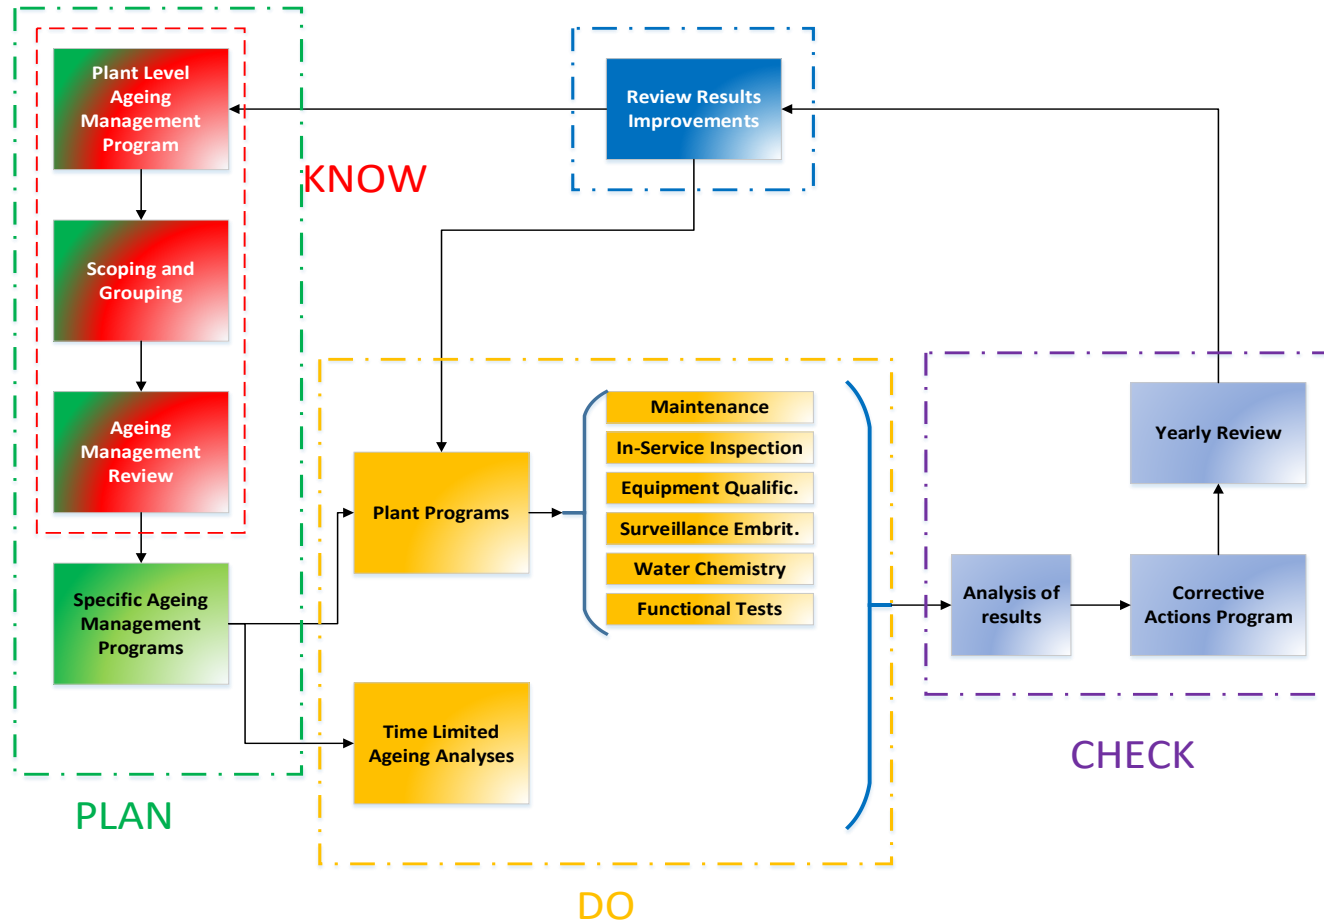 Plant Level
Ageing
Management
Program
Review Results
Improvements
KNOW
Scoping and
Grouping
Ageing
Management
Review
Specific Ageing
Management
Programs
PLAN
Plant Programs
Maintenance
In-Service Inspection
Equipment Qualific.
Surveillance Embrit.
Water Chemistry
Functional Tests
Time Limited
Ageing Analyses
DO
Yearly Review
Analysis of
results
Corrective
Actions Program
CHECK